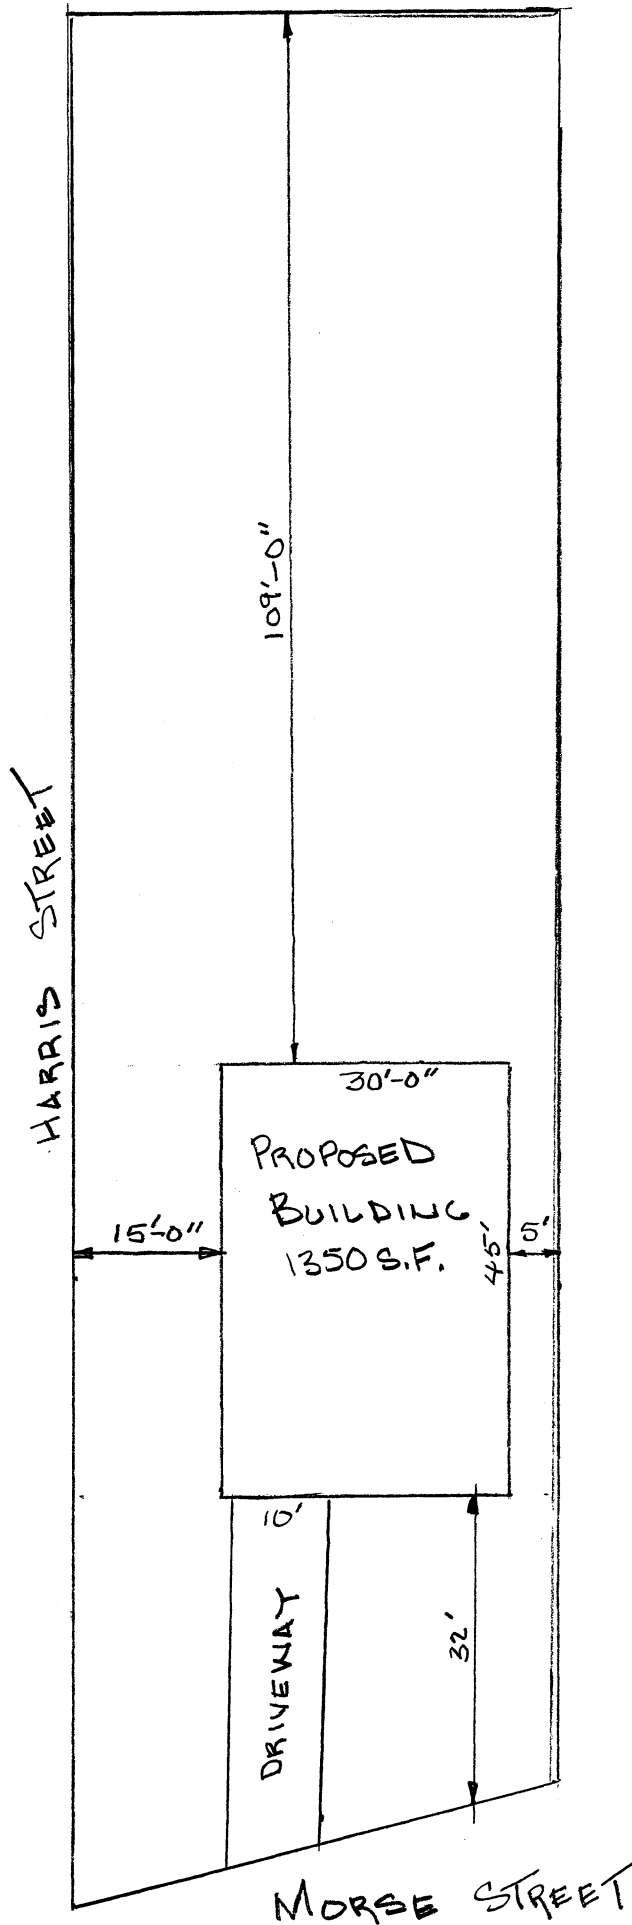 109'-0"
HARRIS STREET
30'-0"
PROPOSED
BUILDING
1350 S.F.
45'
15'-0"
5'
10'
DRIVEWAY
32'
MORSE STREET